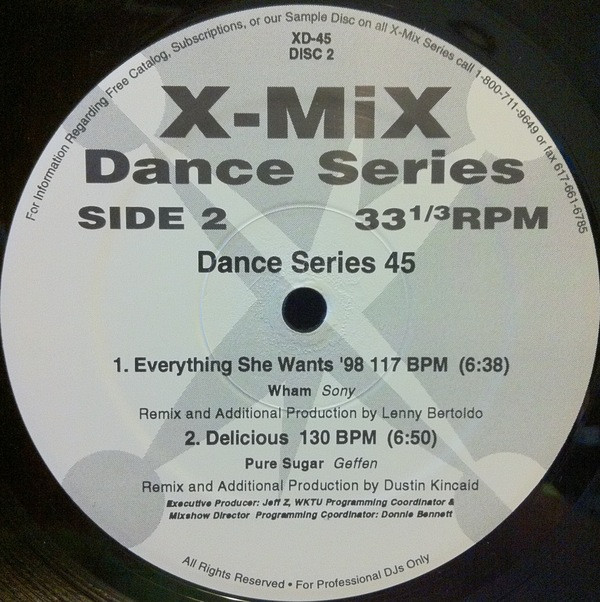 For Information Regarding Free Catalog, Subscriptions, or our Sample Disc on all X-Mix Series call 1-800-711-9649 or fax 617-661-6785
XD-45
DISC 2
X-MiX
Dance Series
SIDE 2 33 1/3 RPM
Dance Series 45
1. Everything She Wants '98 117 BPM (6:38)
Wham Sony
Remix and Additional Production by Lenny Bertoldo
2. Delicious 130 BPM (6:50)
Pure Sugar Geffen
Remix and Additional Production by Dustin Kincaid
Executive Producer: Jeff Z, WKTU Programming Coordinator &
Mixshow Director Programming Coordinator: Donnie Bennett
All Rights Reserved • For Professional DJs Only